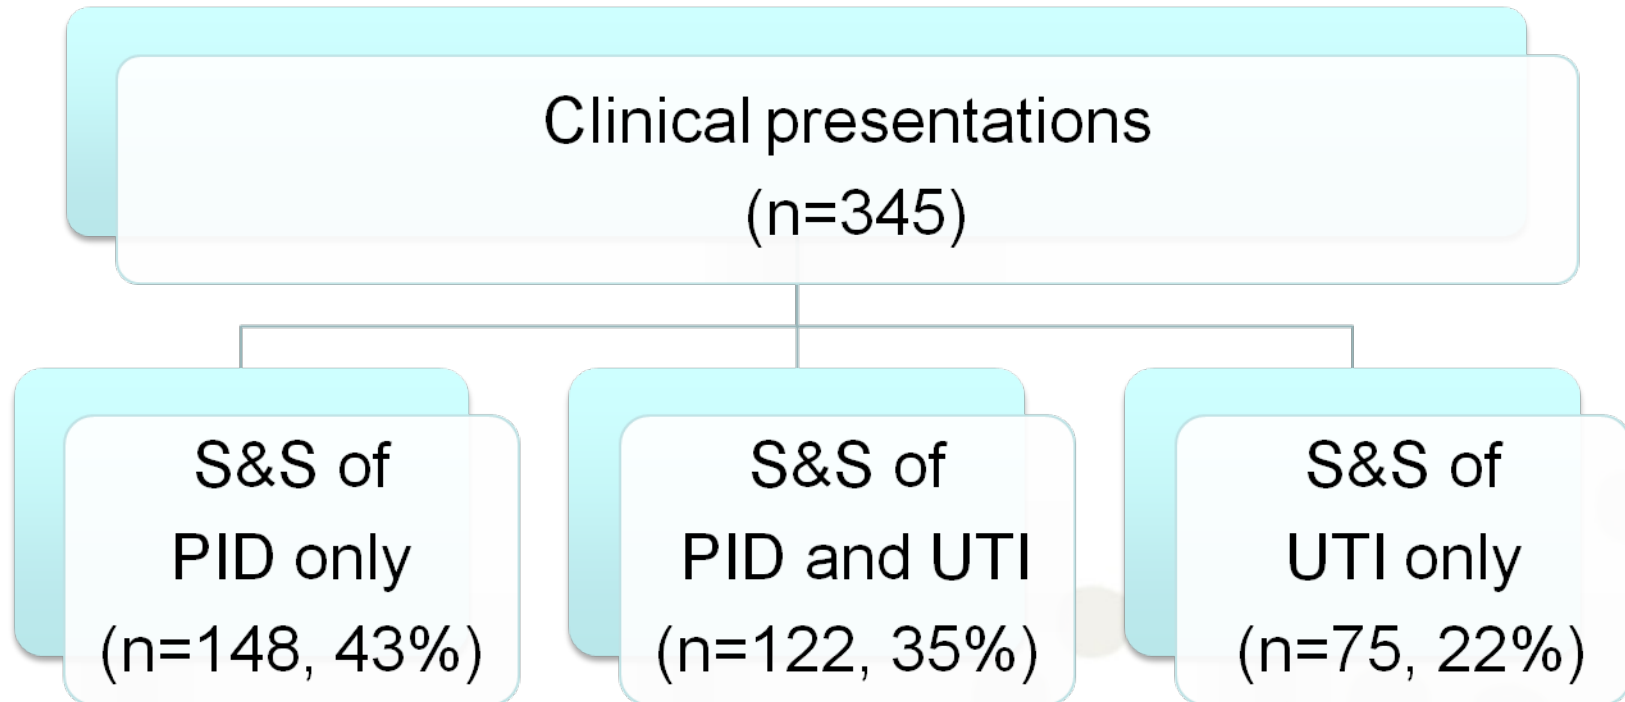 Clinical presentations
(n=345)
S&S of
PID only
(n=148, 43%)
S&S of
PID and UTI
(n=122, 35%)
S&S of
UTI only
(n=75, 22%)